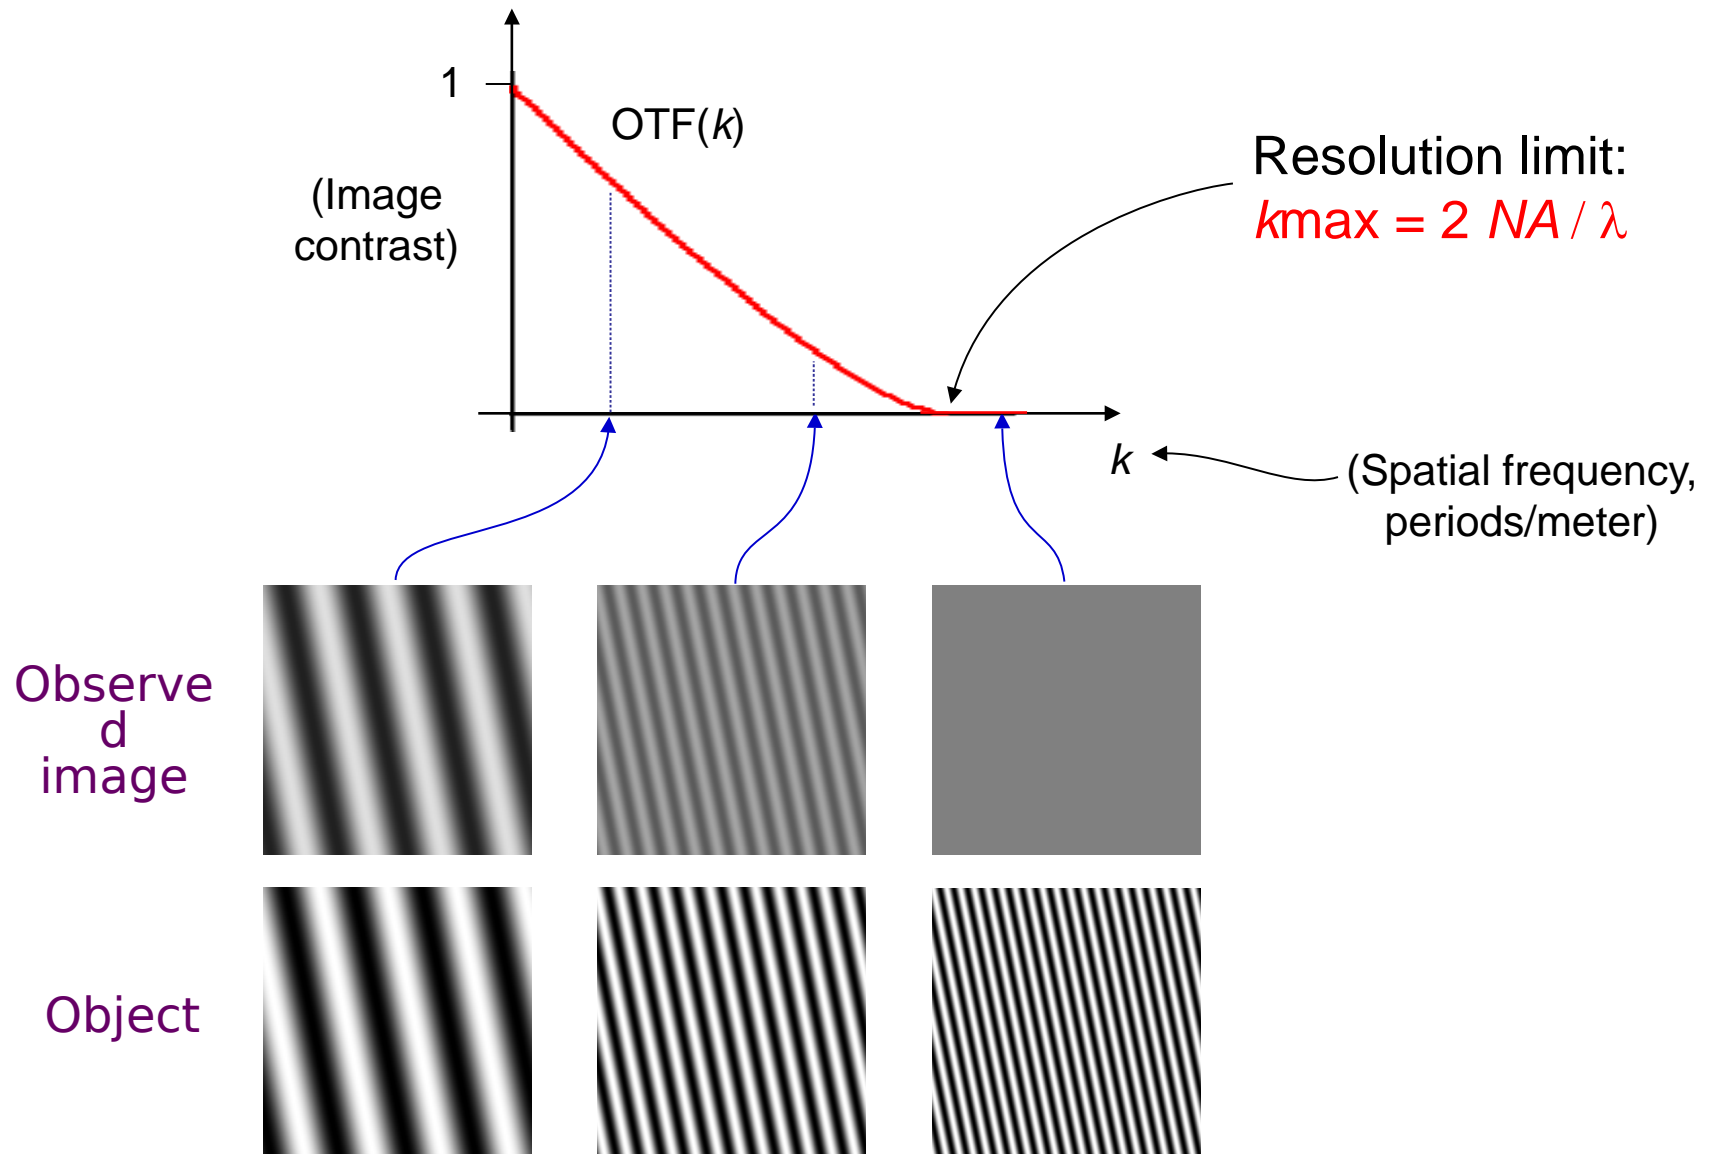 1
OTF(k)
(Image
contrast)
Resolution limit:
kmax = 2 NA / λ
k
(Spatial frequency,
periods/meter)
Observe
d
image
Object